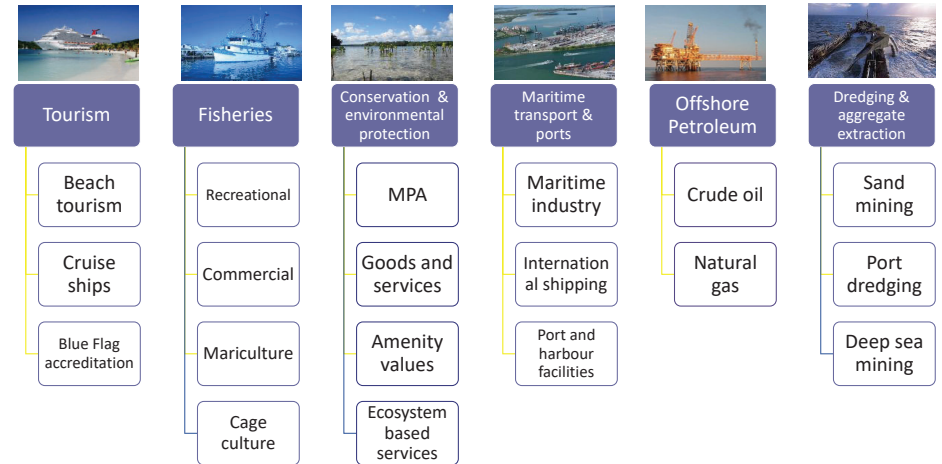 Tourism
Beach
tourism
Cruise
ships
Blue Flag
accreditation
Fisheries
Recreational
Commercial
Mariculture
Cage
culture
Conservation &
environmental
protection
MPA
Goods and
services
Amenity
values
Ecosystem
based
services
Maritime
transport &
ports
Maritime
industry
Internation
al shipping
Port and
harbour
facilities
Offshore
Petroleum
Crude oil
Natural
gas
Dredging &
aggregate
extraction
Sand
mining
Port
dredging
Deep sea
mining